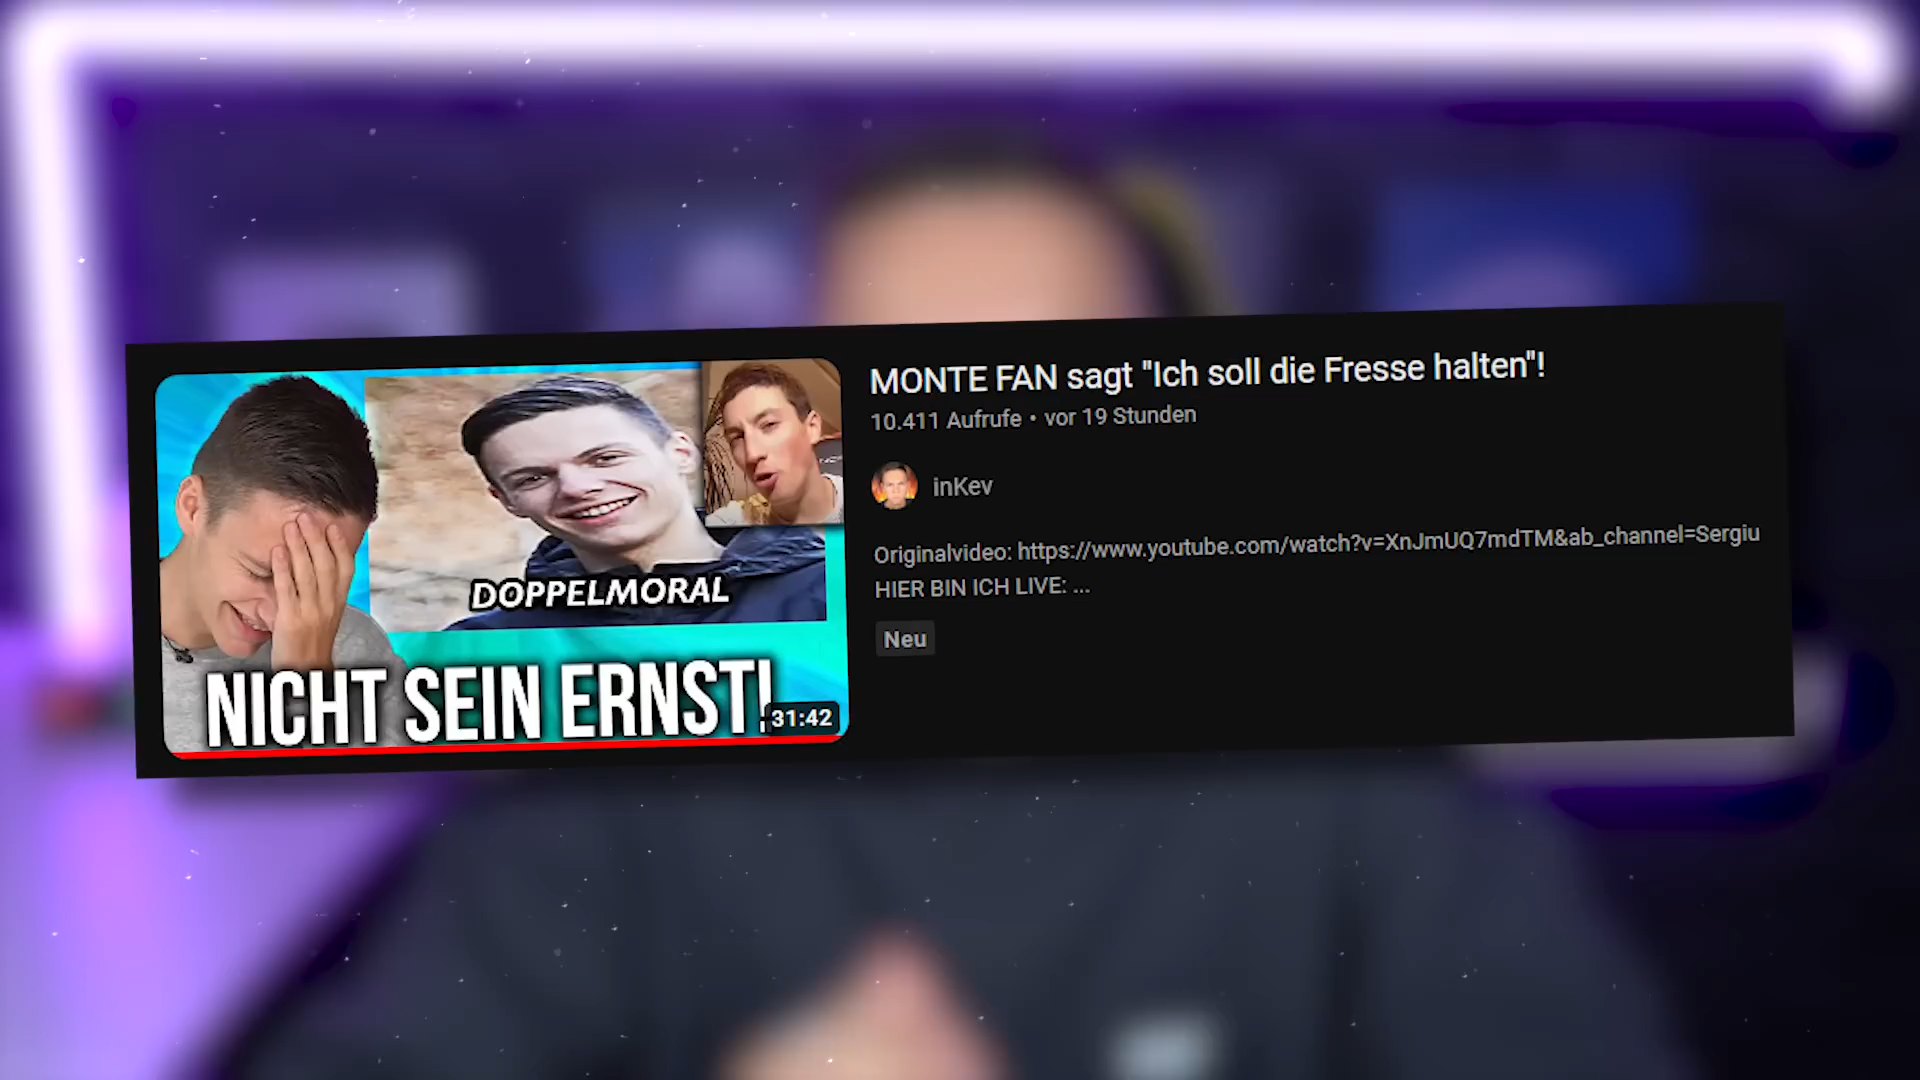 MONTE FAN sagt "Ich soll die Fresse halten"!
10.411 Aufrufe • vor 19 Stunden
inKev
Originalvideo: https://www.youtube.com/watch?v=XnJmUQ7mdTM&ab_channel=Sergiu
HIER BIN ICH LIVE: ...
Neu
DOPPELMORAL
NICHT SEIN ERNST!
31:42